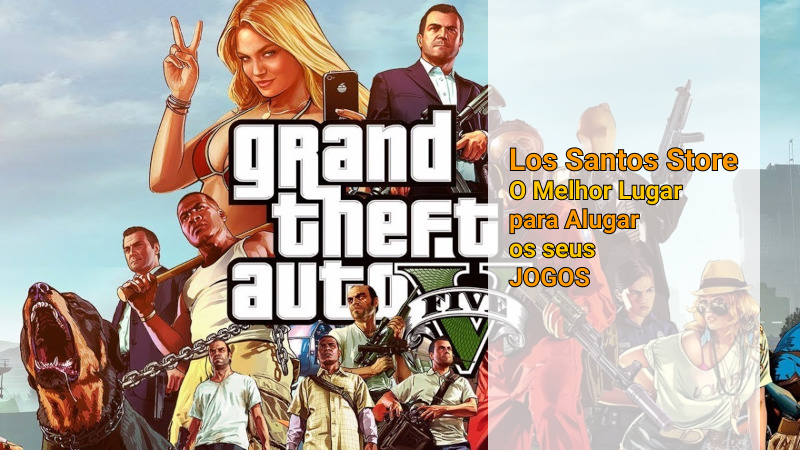 grand
theft
auto
FIVE
Los Santos Store
O Melhor Lugar
para Alugar
os seus
JOGOS